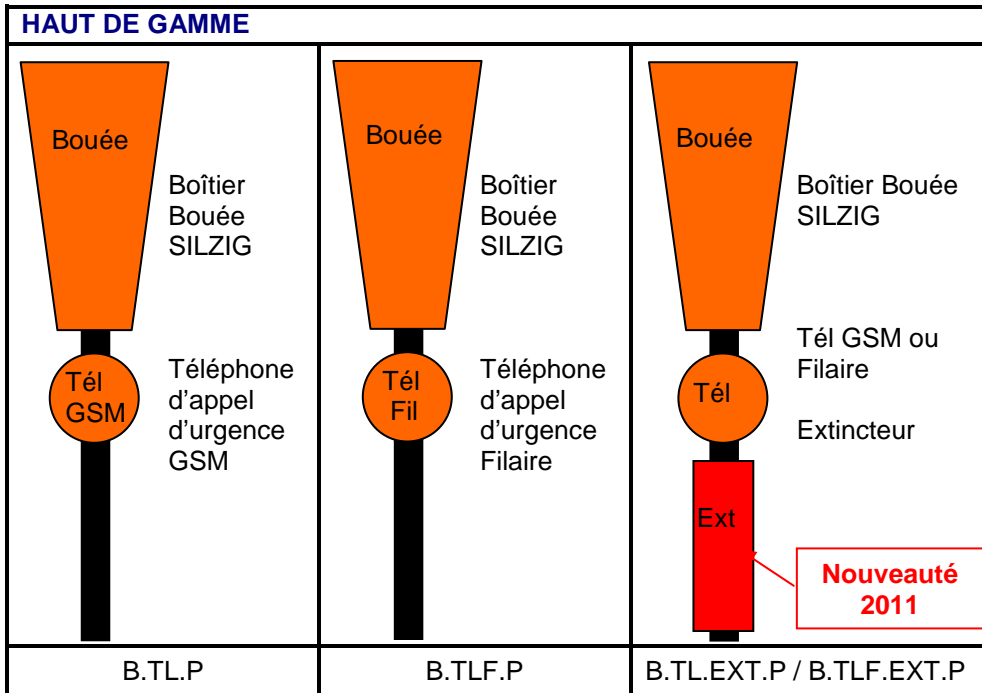 HAUT DE GAMME
Bouée
Boîtier
Bouée
SILZIG
Tél
GSM
Téléphone
d'appel
d'urgence
GSM
B.TL.P
Bouée
Boîtier
Bouée
SILZIG
Tél
Fil
Téléphone
d'appel
d'urgence
Filaire
B.TLF.P
Bouée
Boîtier Bouée
SILZIG
Tél GSM ou
Filaire
Tél
Extincteur
Ext
Nouveauté
2011
B.TL.EXT.P / B.TLF.EXT.P